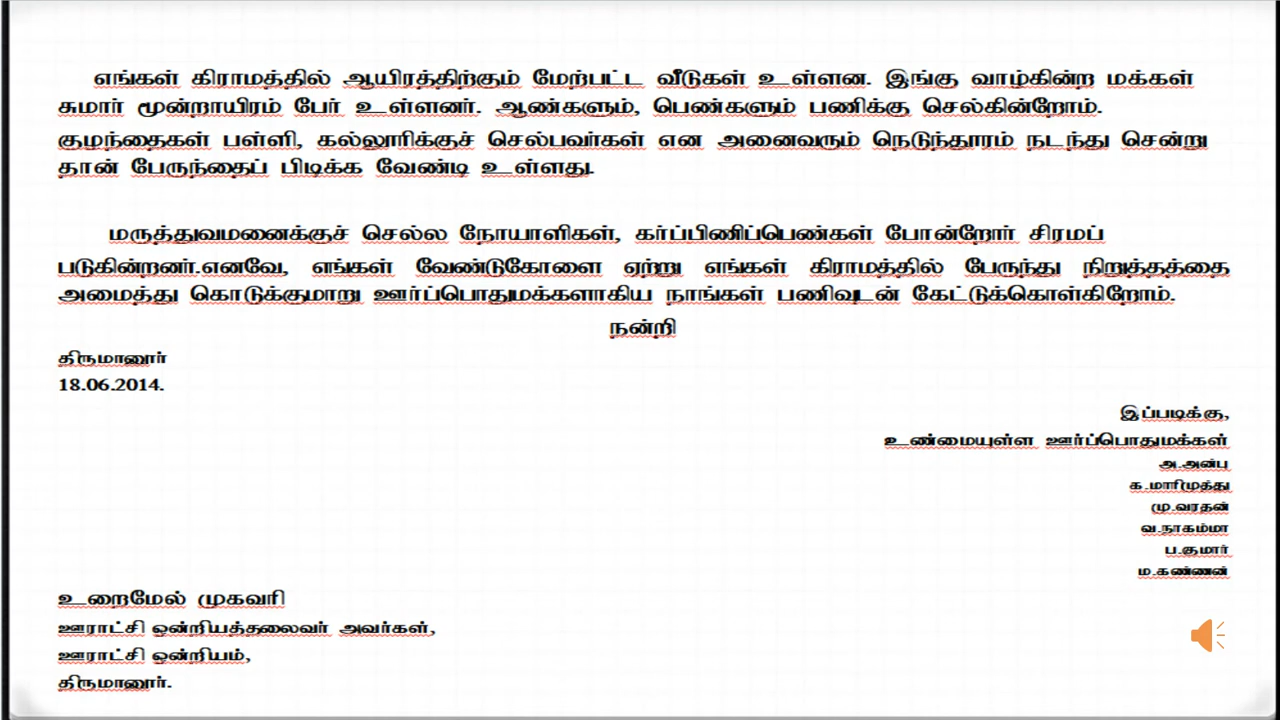 எங்கள் கிராமத்தில் ஆயிரத்திற்கும் மேற்பட்ட வீடுகள் உள்ளன. இங்கு வாழ்கின்ற மக்கள்
சுமார் மூன்றாயிரம் பேர் உள்ளனர். ஆண்களும், பெண்களும் பணிக்கு செல்கின்றோம்.
குழந்தைகள் பள்ளி, கல்லூரிக்குச் செல்பவர்கள் என அனைவரும் நெடுந்தூரம் நடந்து சென்று
தான் பேருந்தைப் பிடிக்க வேண்டி உள்ளது.
மருத்துவமனைக்குச் செல்ல நோயாளிகள், கர்ப்பிணிப்பெண்கள் போன்றோர் சிரமப்
படுகின்றனர்.எனவே, எங்கள் வேண்டுகோளை ஏற்று எங்கள் கிராமத்தில் பேருந்து நிறுத்தத்தை
அமைத்து கொடுக்குமாறு ஊர்ப்பொதுமக்களாகிய நாங்கள் பணிவுடன் கேட்டுக்கொள்கிறோம்.
நன்றி
திருமானூர்
18.06.2014.
இப்படிக்கு,
உண்மையுள்ள ஊர்ப்பொதுமக்கள்
அ.அன்பு
க.மாரிமுத்து
மு.வரதன்
வ.நாகம்மா
ப.குமார்
ம.கண்ணன்
உறைமேல் முகவரி
ஊராட்சி ஒன்றியத்தலைவர் அவர்கள்,
ஊராட்சி ஒன்றியம்,
திருமானூர்.